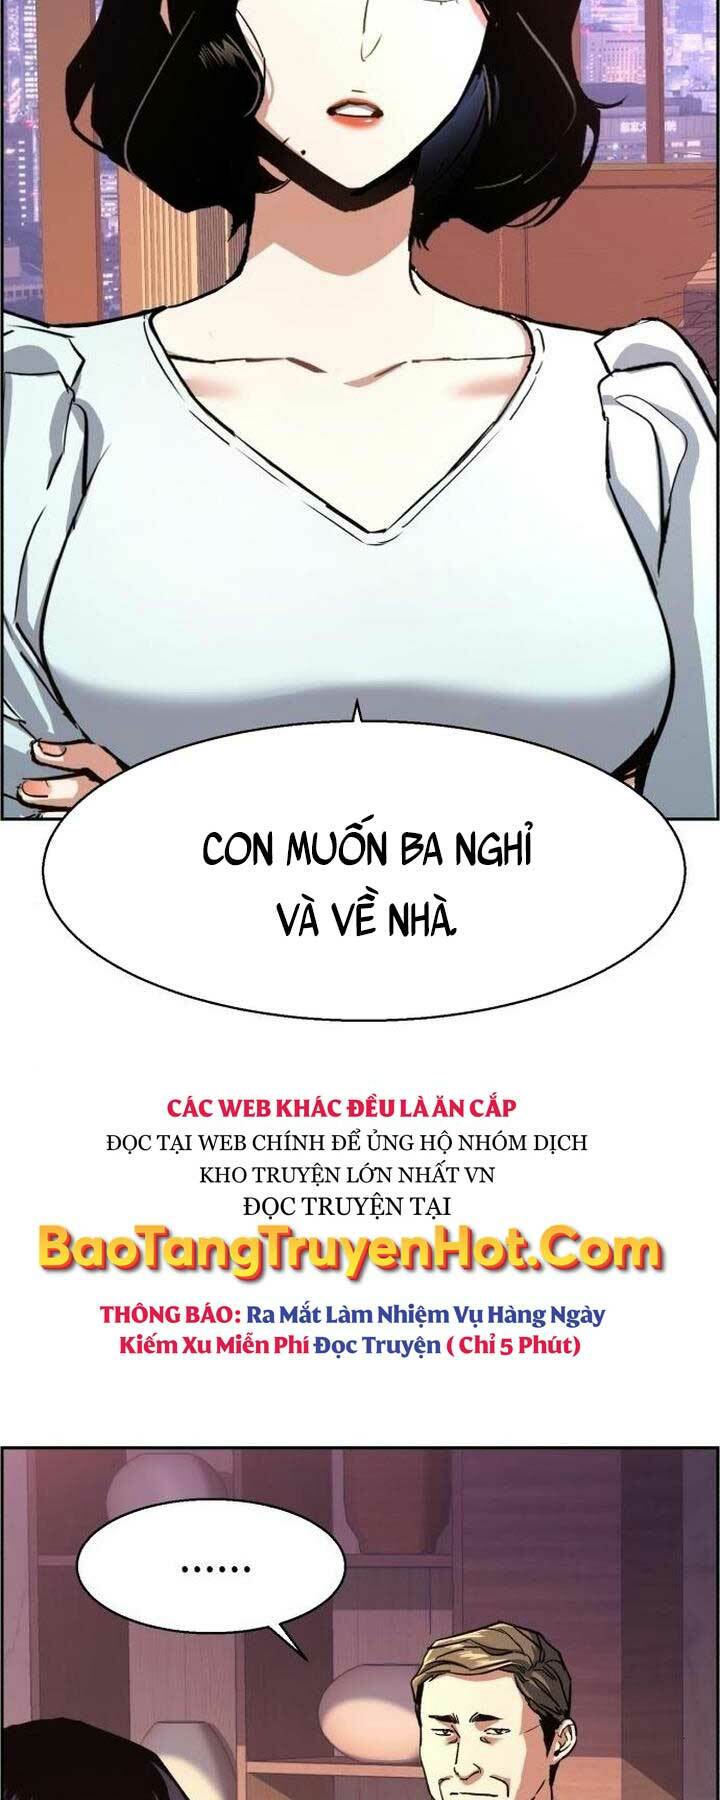 CON MUỐN BA NGHỈ
VÀ VỀ NHÀ.
CÁC WEB KHÁC ĐỀU LÀ ĂN CẮP
ĐỌC TẠI WEB CHÍNH ĐỂ ỦNG HỘ NHÓM DỊCH
KHO TRUYỆN LỚN NHẤT VN
ĐỌC TRUYỆN TẠI
BaoTangTruyenHot.Com
THÔNG BÁO: Ra Mắt Làm Nhiệm Vụ Hàng Ngày
Kiếm Xu Miễn Phí Đọc Truyện ( Chỉ 5 Phút)
......